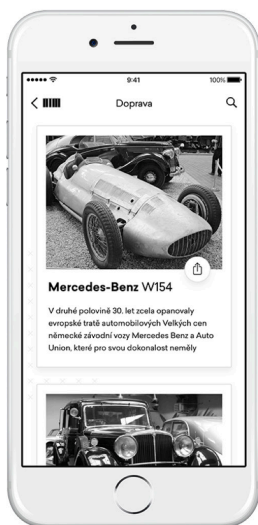 9:41
100%
Doprava
Mercedes-Benz W154
V druhé polovině 30. let zcela opanovaly
evropské tratě automobilových Velkých cen
německé závodní vozy Mercedes Benz a Auto
Union, které pro svou dokonalost neměly